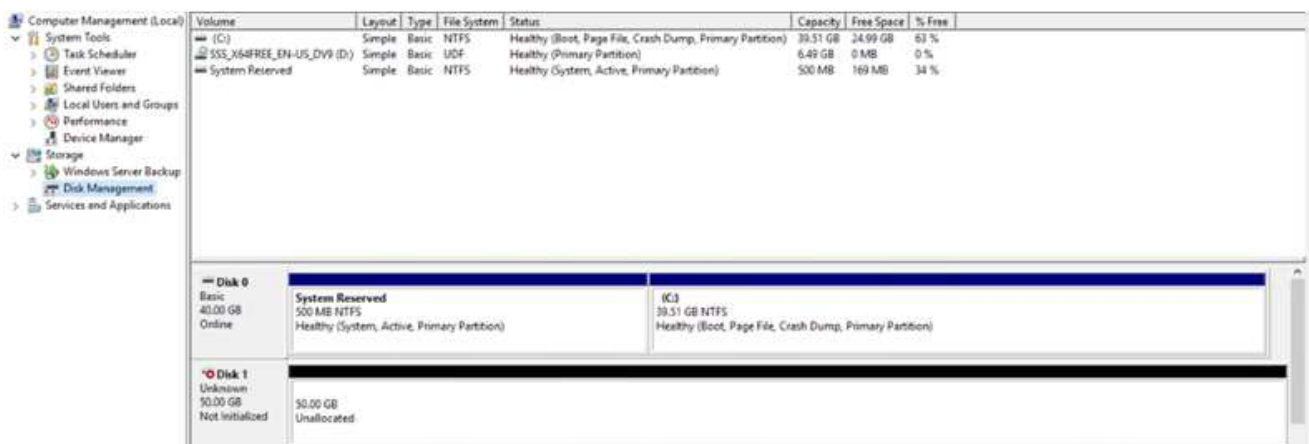 Computer Management (Local)
System Tools
Task Scheduler
Event Viewer
Shared Folders
Local Users and Groups
Performance
Device Manager
Storage
Windows Server Backup
Disk Management
Services and Applications
Volume Layout Type File System Status Capacity Free Space % Free
(C:) Simple Basic NTFS Healthy (Boot, Page File, Crash Dump, Primary Partition) 39.51 GB 24.99 GB 63 %
SSS_X64FREE_EN-US_DV9 (D:) Simple Basic UDF Healthy (Primary Partition) 6.49 GB 0 MB 0 %
System Reserved Simple Basic NTFS Healthy (System, Active, Primary Partition) 500 MB 169 MB 34 %
Disk 0
Basic
40.00 GB
Online
System Reserved
500 MB NTFS
Healthy (System, Active, Primary Partition)
(C:)
39.51 GB NTFS
Healthy (Boot, Page File, Crash Dump, Primary Partition)
Disk 1
Unknown
50.00 GB
Not Initialized
50.00 GB
Unallocated